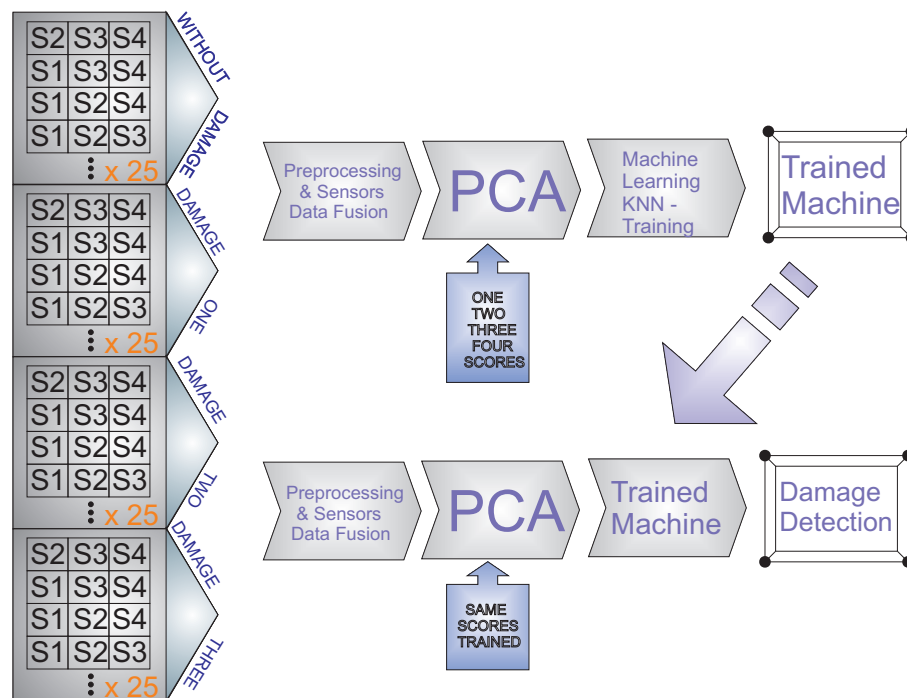 S2 S3 S4
S1 S3 S4
S1 S2 S4
S1 S2 S3
x 25
WITHOUT
DAMAGE
S2 S3 S4
S1 S3 S4
S1 S2 S4
S1 S2 S3
x 25
DAMAGE
ONE
S2 S3 S4
S1 S3 S4
S1 S2 S4
S1 S2 S3
x 25
DAMAGE
TWO
S2 S3 S4
S1 S3 S4
S1 S2 S4
S1 S2 S3
x 25
DAMAGE
THREE
Preprocessing
& Sensors
Data Fusion
PCA
Machine
Learning
KNN -
Training
Trained
Machine
ONE
TWO
THREE
FOUR
SCORES
Preprocessing
& Sensors
Data Fusion
PCA
Trained
Machine
Damage
Detection
SAME
SCORES
TRAINED